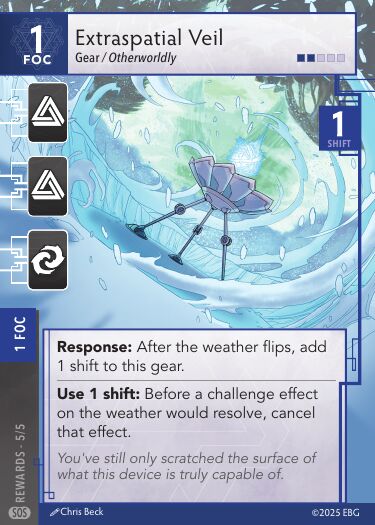 1
FOC
Extraspatial Veil
Gear / Otherworldly
1
SHIFT
1 FOC
Response: After the weather flips, add
1 shift to this gear.
Use 1 shift: Before a challenge effect
on the weather would resolve, cancel
that effect.
You've still only scratched the surface of
what this device is truly capable of.
REWARDS - 5/5
SOS
Chris Beck
©2025 EBG